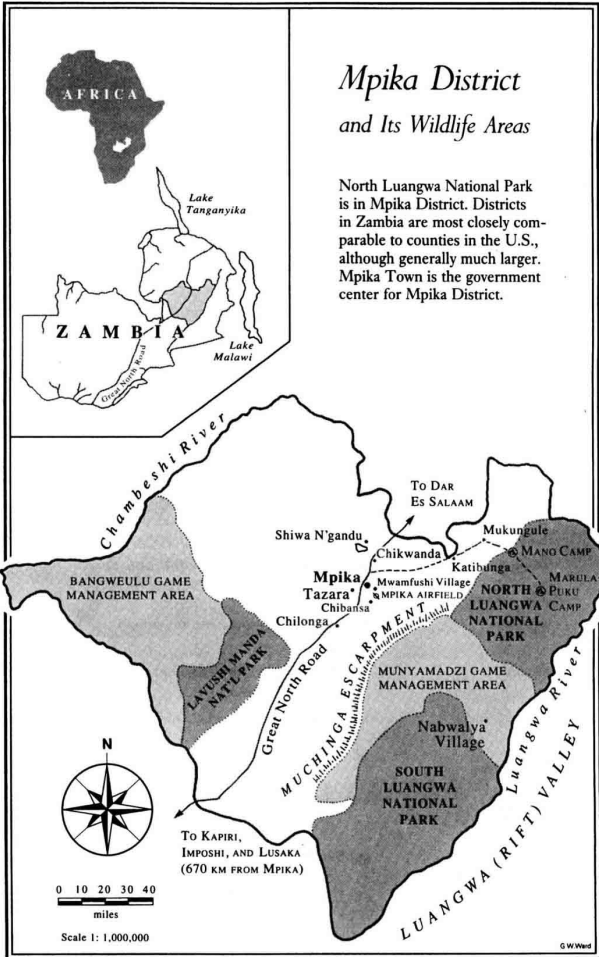 AFRICA
Lake
Tanganyika
ZAMBIA
Great North Road
Lake
Malawi
Mpika District
and Its Wildlife Areas
North Luangwa National Park
is in Mpika District. Districts
in Zambia are most closely com-
parable to counties in the U.S.,
although generally much larger.
Mpika Town is the government
center for Mpika District.
Chambeshi River
TO DAR
ES SALAAM
Shiwa N'gandu
Mukungule
Chikwanda
MANO CAMP
Katibunga
BANGWEULU GAME
MANAGEMENT AREA
Mpika
Mwamfushi Village
Tazara
MPIKA AIRFIELD
Chibansa
MARULA
PUKU
CAMP
NORTH
LUANGWA
NATIONAL
PARK
Chilonga
LAVUSHI MANDA
NAT'L PARK
Great North Road
MUCHINGA ESCARPMENT
MUNYAMADZI GAME
MANAGEMENT AREA
Nabwalya
Village
Luangwa River
LUANGWA (RIFT) VALLEY
SOUTH
LUANGWA
NATIONAL
PARK
N
TO KAPIRI,
IMPOSHI, AND LUSAKA
(670 KM FROM MPIKA)
0 10 20 30 40
miles
Scale 1: 1,000,000
G.W.Ward